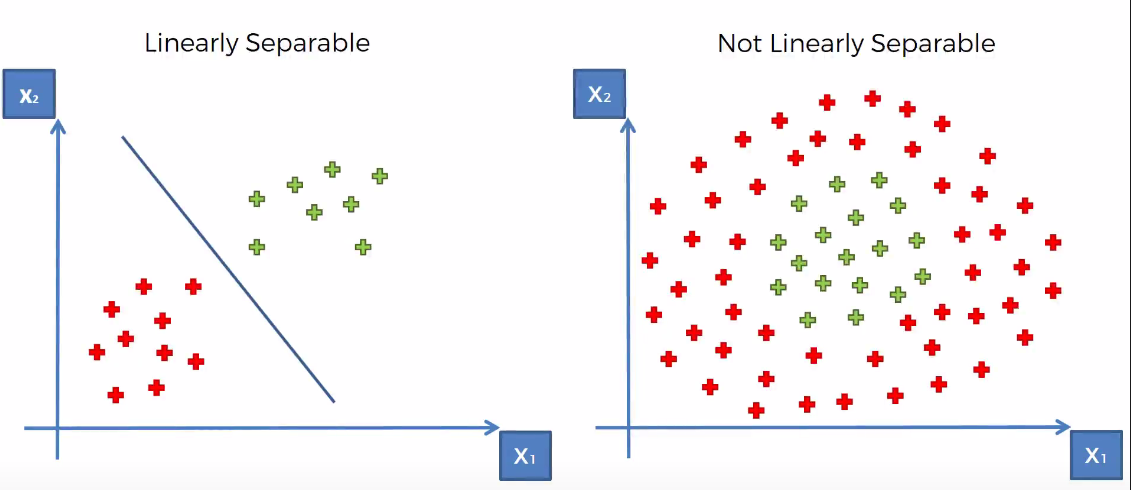 Linearly Separable
x₂
X₁
Not Linearly Separable
X₂
X₁